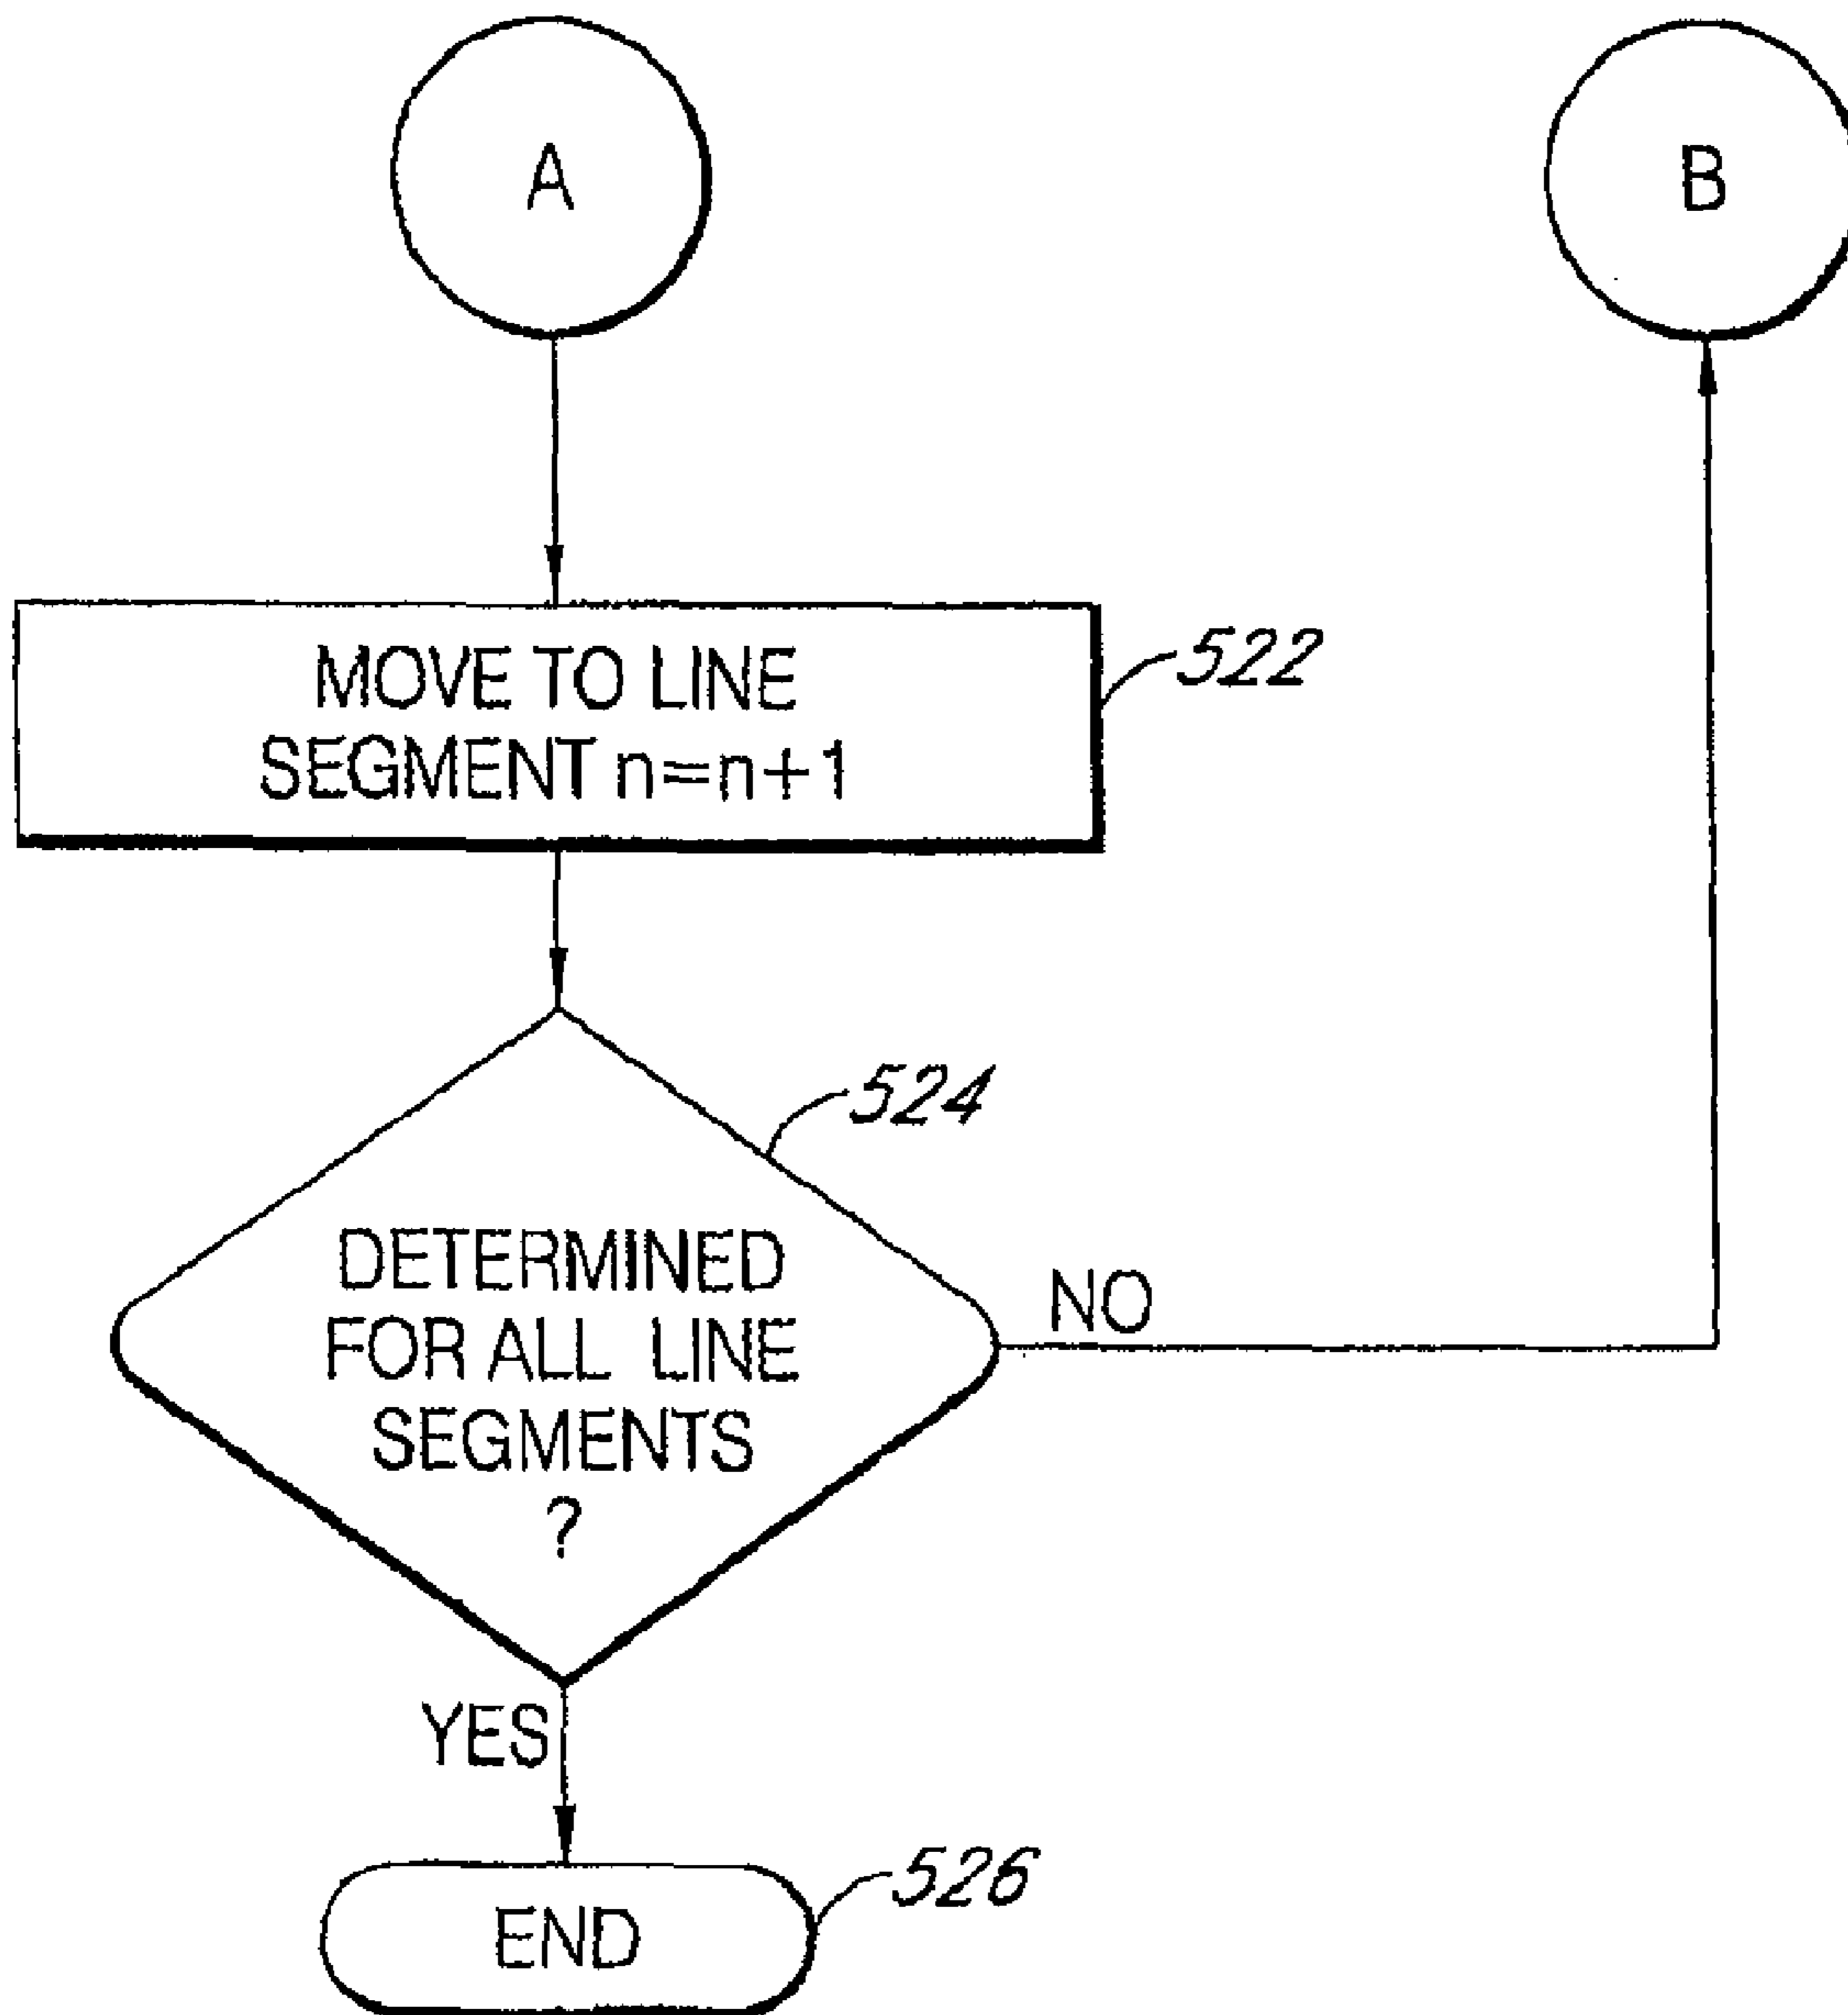 A
B
MOVE TO LINE
SEGMENT n=n+1
522
524
DETERMINED
FOR ALL LINE
SEGMENTS
?
NO
YES
526
END